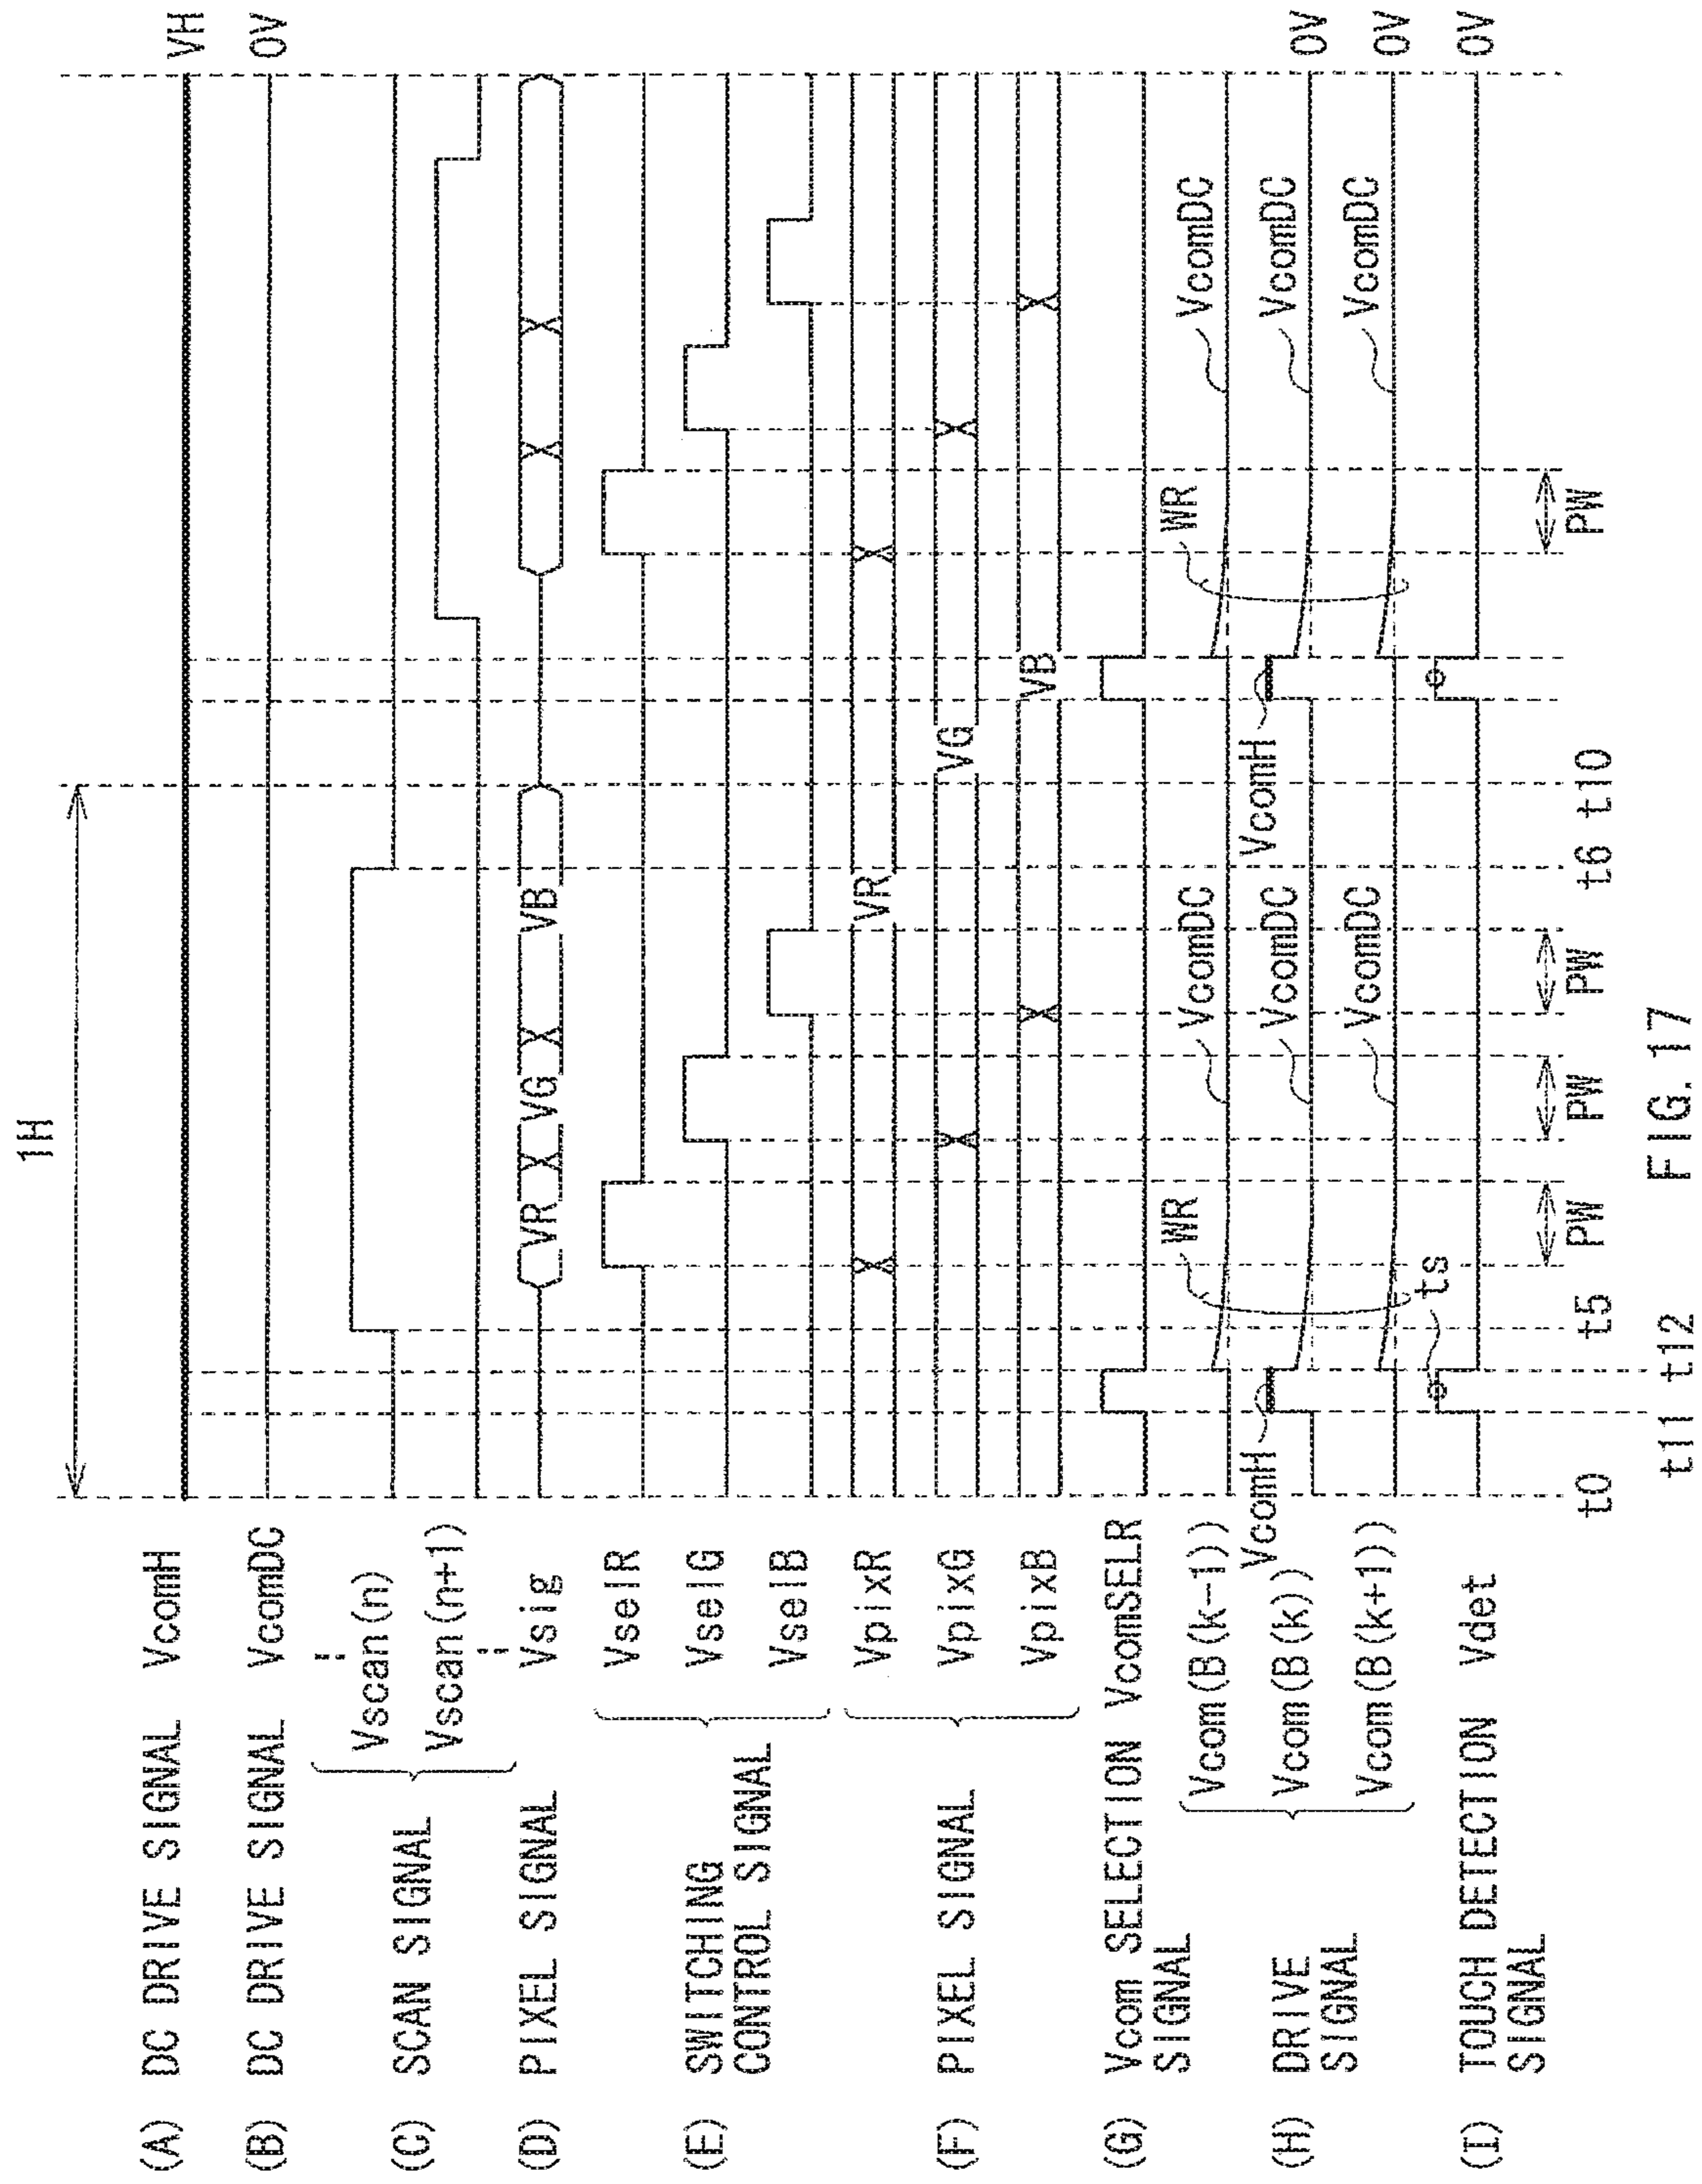 1H
(A) DC DRIVE SIGNAL VcomH VH
(B) DC DRIVE SIGNAL VcomDC 0V
(C) SCAN SIGNAL
Vscan(n)
Vscan(n+1)
(D) PIXEL SIGNAL Vsig VR VG VB
(E) SWITCHING
CONTROL SIGNAL
VselR
VselG
VselB
(F) PIXEL SIGNAL
VpixR VR
VpixG VG
VpixB VB
(G) Vcom SELECTION VcomSELR
SIGNAL
(H) DRIVE
SIGNAL
WR WR
Vcom(B(k-1)) VcomDC VcomDC
VcomH VcomH
Vcom(B(k)) VcomDC VcomDC 0V
Vcom(B(k+1)) VcomDC VcomDC 0V
ts
(I) TOUCH DETECTION Vdet 0V
SIGNAL
PW PW PW PW
t0 t5 t6 t10
t11 t12
FIG. 17